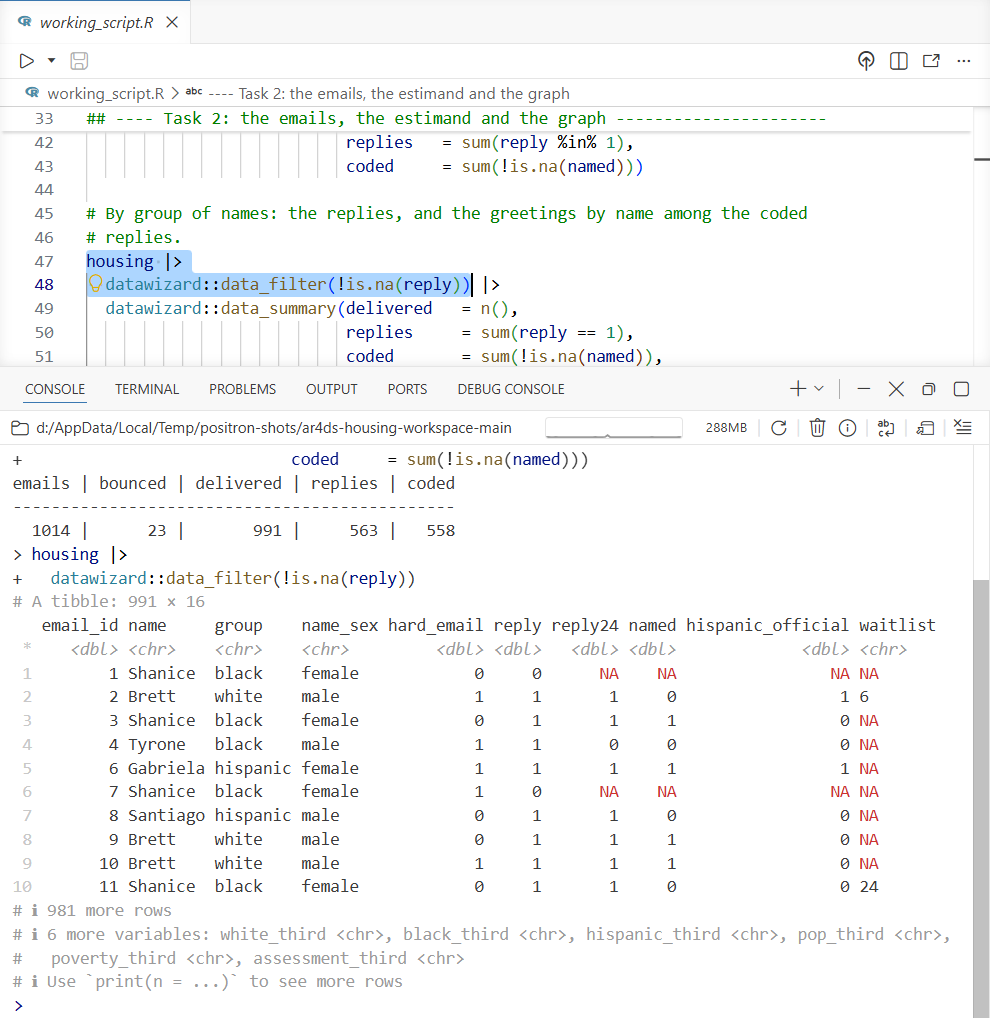 working_script.R
working_script.R > abc ---- Task 2: the emails, the estimand and the graph
33 ## ---- Task 2: the emails, the estimand and the graph ----------------------
42 replies = sum(reply %in% 1),
43 coded = sum(!is.na(named)))
44
45 # By group of names: the replies, and the greetings by name among the coded
46 # replies.
47 housing |>
48 datawizard::data_filter(!is.na(reply)) |>
49 datawizard::data_summary(delivered = n(),
50 replies = sum(reply == 1),
51 coded = sum(!is.na(named)),
CONSOLE TERMINAL PROBLEMS OUTPUT PORTS DEBUG CONSOLE
d:/AppData/Local/Temp/positron-shots/ar4ds-housing-workspace-main 288MB
+ coded = sum(!is.na(named)))
emails | bounced | delivered | replies | coded
----------------------------------------------
1014 | 23 | 991 | 563 | 558
> housing |>
+ datawizard::data_filter(!is.na(reply))
# A tibble: 991 × 16
email_id name group name_sex hard_email reply reply24 named hispanic_official waitlist
* <dbl> <chr> <chr> <chr> <dbl> <dbl> <dbl> <dbl> <dbl> <chr>
1 1 Shanice black female 0 0 NA NA NA NA
2 2 Brett white male 1 1 1 0 1 6
3 3 Shanice black female 0 1 1 1 0 NA
4 4 Tyrone black male 1 1 0 0 0 NA
5 6 Gabriela hispanic female 1 1 1 1 1 NA
6 7 Shanice black female 1 0 NA NA NA NA
7 8 Santiago hispanic male 0 1 1 0 0 NA
8 9 Brett white male 0 1 1 1 0 NA
9 10 Brett white male 1 1 1 1 0 NA
10 11 Shanice black female 0 1 1 0 0 24
# ℹ 981 more rows
# ℹ 6 more variables: white_third <chr>, black_third <chr>, hispanic_third <chr>, pop_third <chr>,
# poverty_third <chr>, assessment_third <chr>
# ℹ Use `print(n = ...)` to see more rows
>